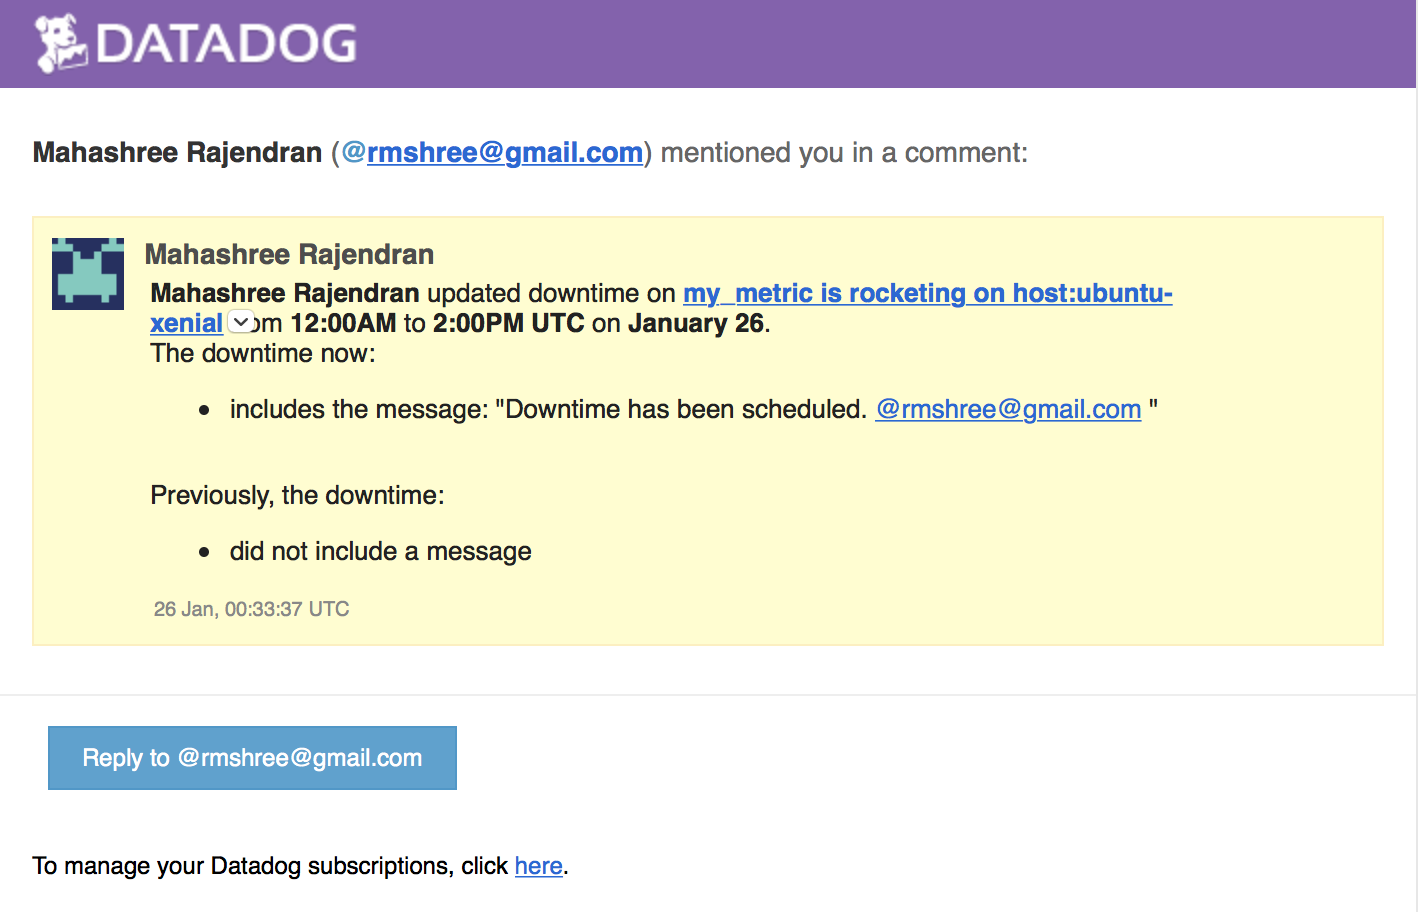 DATADOG
Mahashree Rajendran (@rmshree@gmail.com) mentioned you in a comment:
Mahashree Rajendran
Mahashree Rajendran updated downtime on my_metric is rocketing on host:ubuntu-
xenial om 12:00AM to 2:00PM UTC on January 26.
The downtime now:
• includes the message: "Downtime has been scheduled. @rmshree@gmail.com "
Previously, the downtime:
• did not include a message
26 Jan, 00:33:37 UTC
Reply to @rmshree@gmail.com
To manage your Datadog subscriptions, click here.